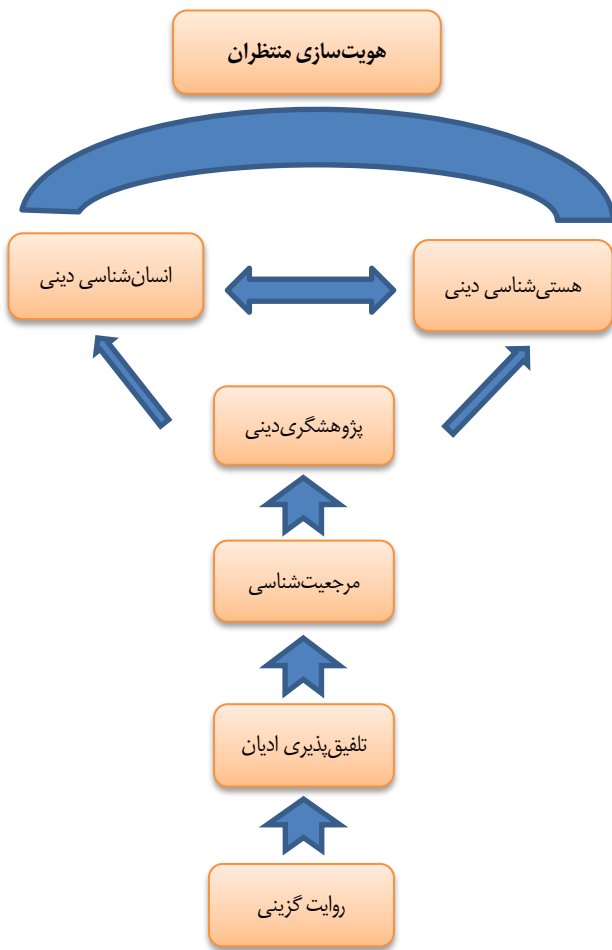 هویت‌سازی منتظران
هستی‌شناسی دینی
انسان‌شناسی دینی
پژوهشگری‌دینی
مرجعیت‌شناسی
تلفیق‌پذیری ادیان
روایت گزینی